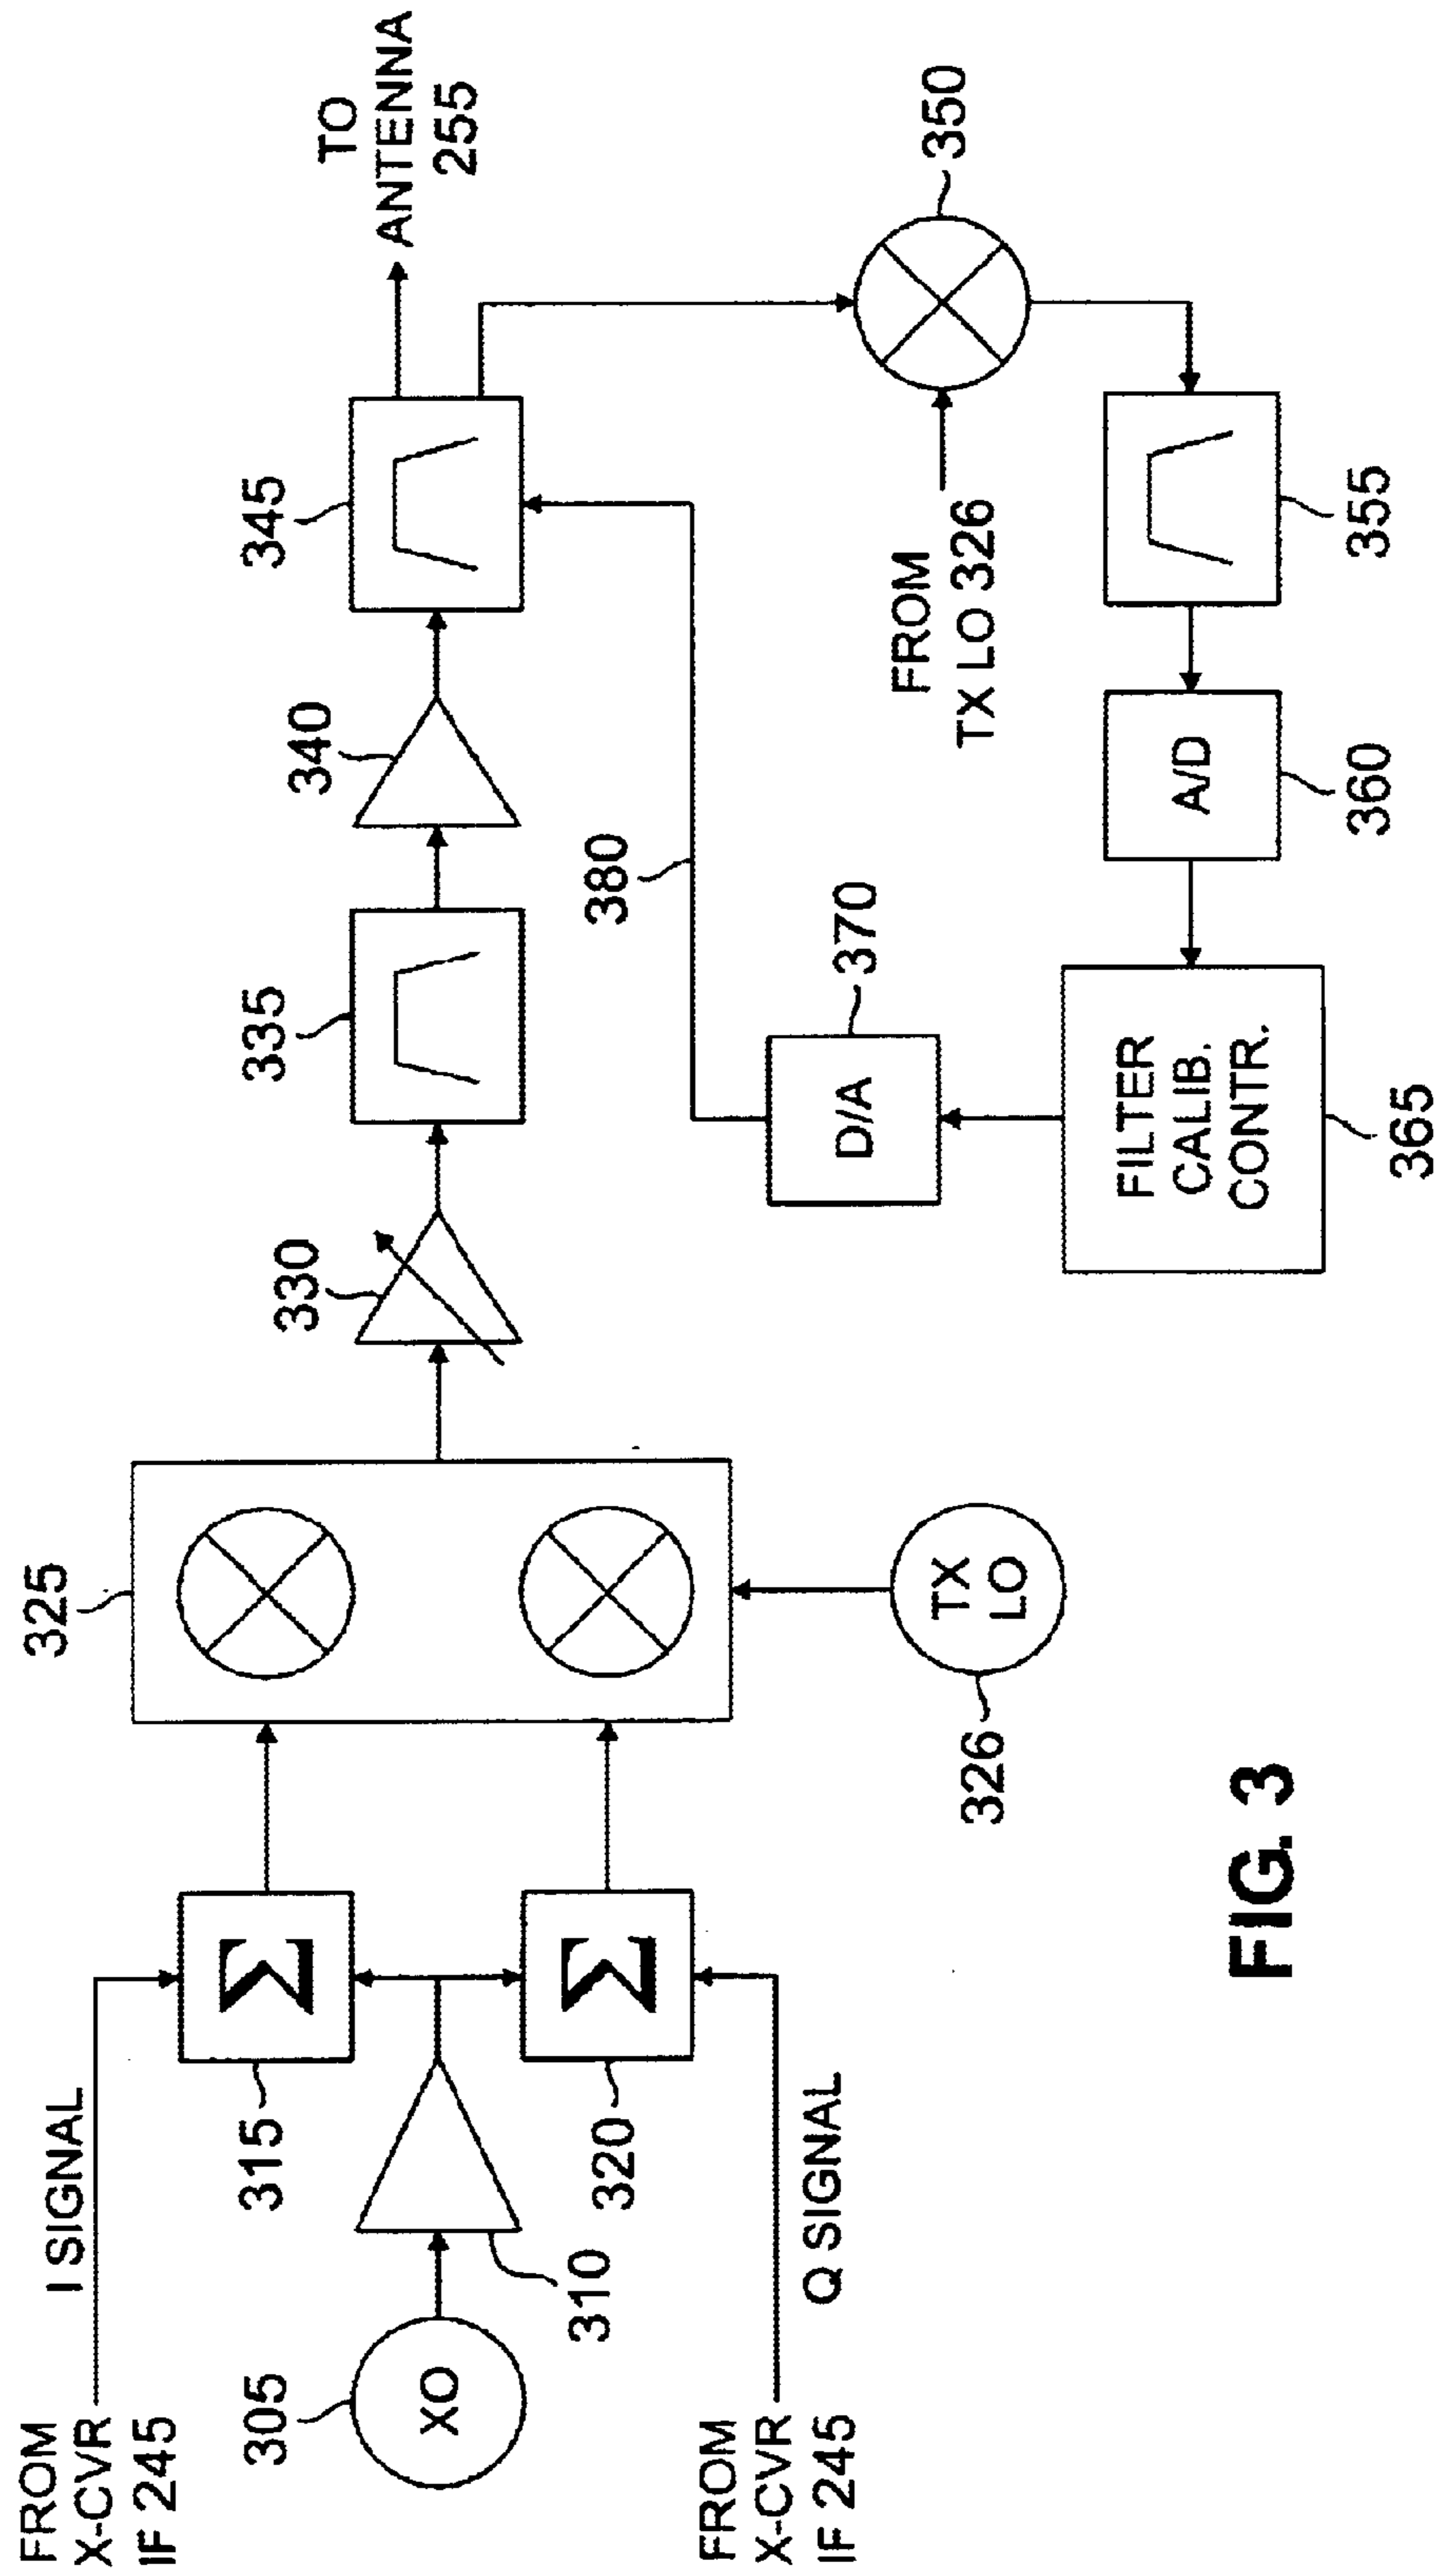 FROM
X-CVR
IF 245
I SIGNAL
305
XO
310
315
Σ
320
Σ
FROM
X-CVR
IF 245
Q SIGNAL
325
326
TX
LO
330
335
340
345
TO
ANTENNA
255
350
FROM
TX LO 326
355
360
A/D
365
FILTER
CALIB.
CONTR.
370
D/A
380
FIG. 3